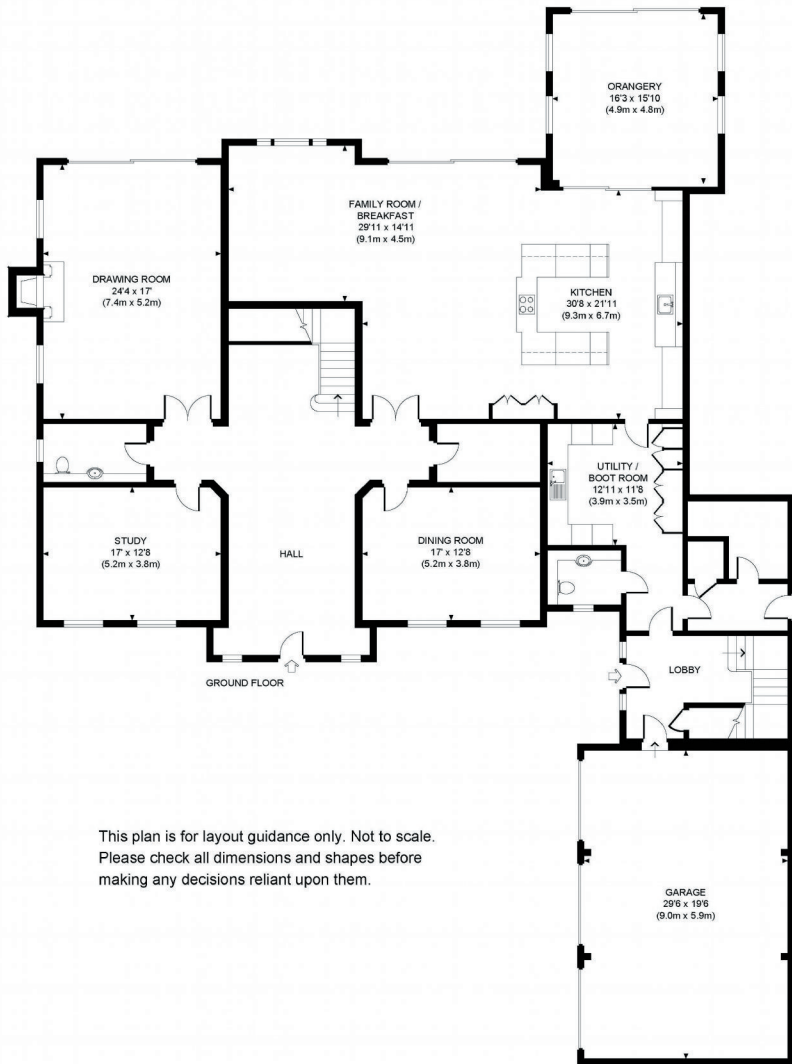 ORANGERY
16'3 x 15'10
(4.9m x 4.8m)
FAMILY ROOM /
BREAKFAST
29'11 x 14'11
(9.1m x 4.5m)
DRAWING ROOM
24'4 x 17'
(7.4m x 5.2m)
KITCHEN
30'8 x 21'11
(9.3m x 6.7m)
UTILITY /
BOOT ROOM
12'11 x 11'8
(3.9m x 3.5m)
STUDY
17' x 12'8
(5.2m x 3.8m)
HALL
DINING ROOM
17' x 12'8
(5.2m x 3.8m)
LOBBY
GROUND FLOOR
This plan is for layout guidance only. Not to scale.
Please check all dimensions and shapes before
making any decisions reliant upon them.
GARAGE
29'6 x 19'6
(9.0m x 5.9m)